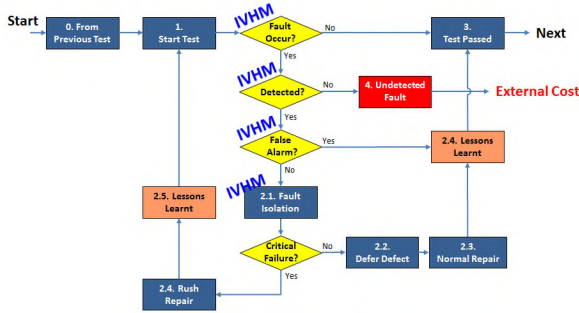 Start
0. From
Previous Test
1.
Start Test
IVHM
Fault
Occur?
No
3.
Test Passed
Next
Yes
IVHM
Detected?
No
4. Undetected
Fault
External Cost
Yes
IVHM
False
Alarm?
Yes
2.4. Lessons
Learnt
No
IVHM
2.5. Lessons
Learnt
2.1. Fault
Isolation
Critical
Failure?
No
2.2.
Defer Defect
2.3.
Normal Repair
Yes
2.4. Rush
Repair